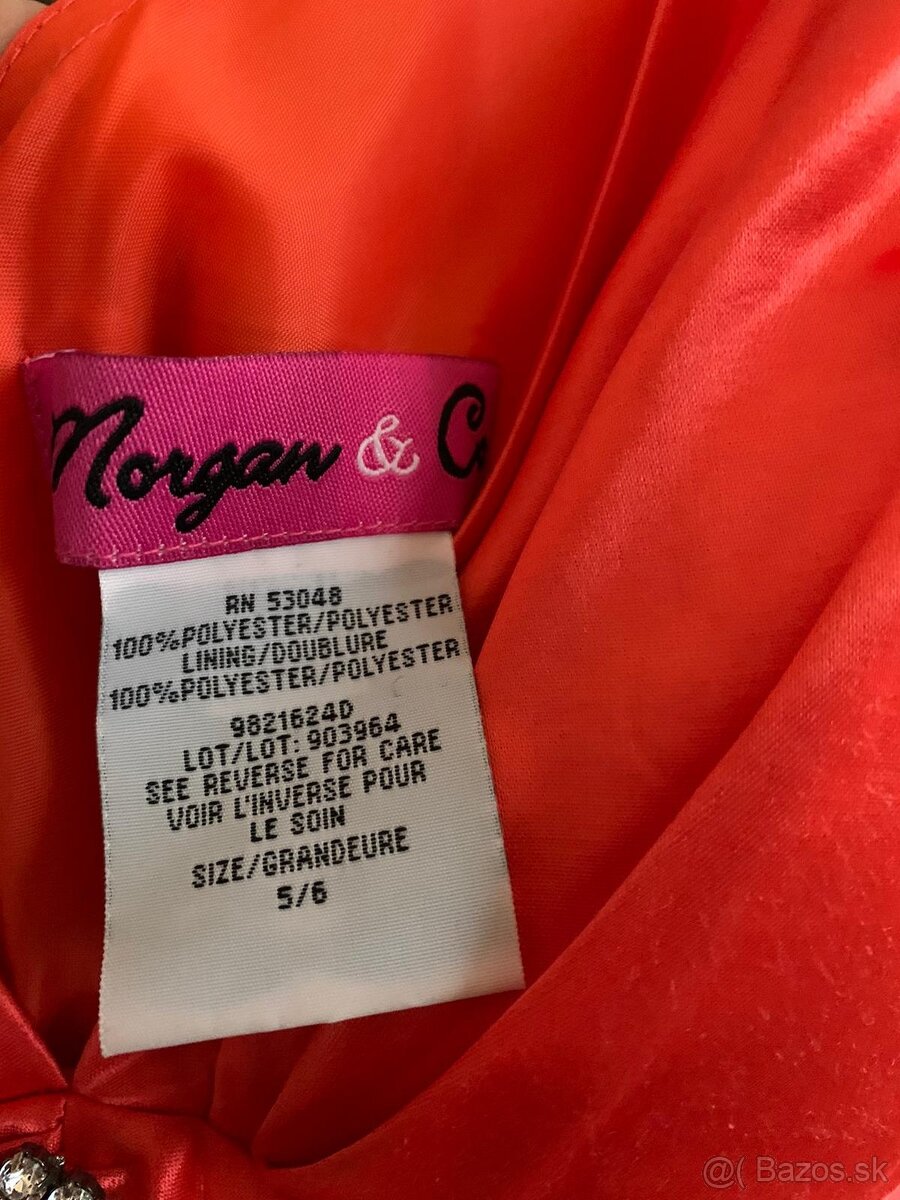 Morgan & Co
RN 53048
100%POLYESTER/POLYESTER
LINING/DOUBLURE
100%POLYESTER/POLYESTER
9821624D
LOT/LOT: 903964
SEE REVERSE FOR CARE
VOIR L'INVERSE POUR
LE SOIN
SIZE/GRANDEURE
5/6
@( Bazos.sk